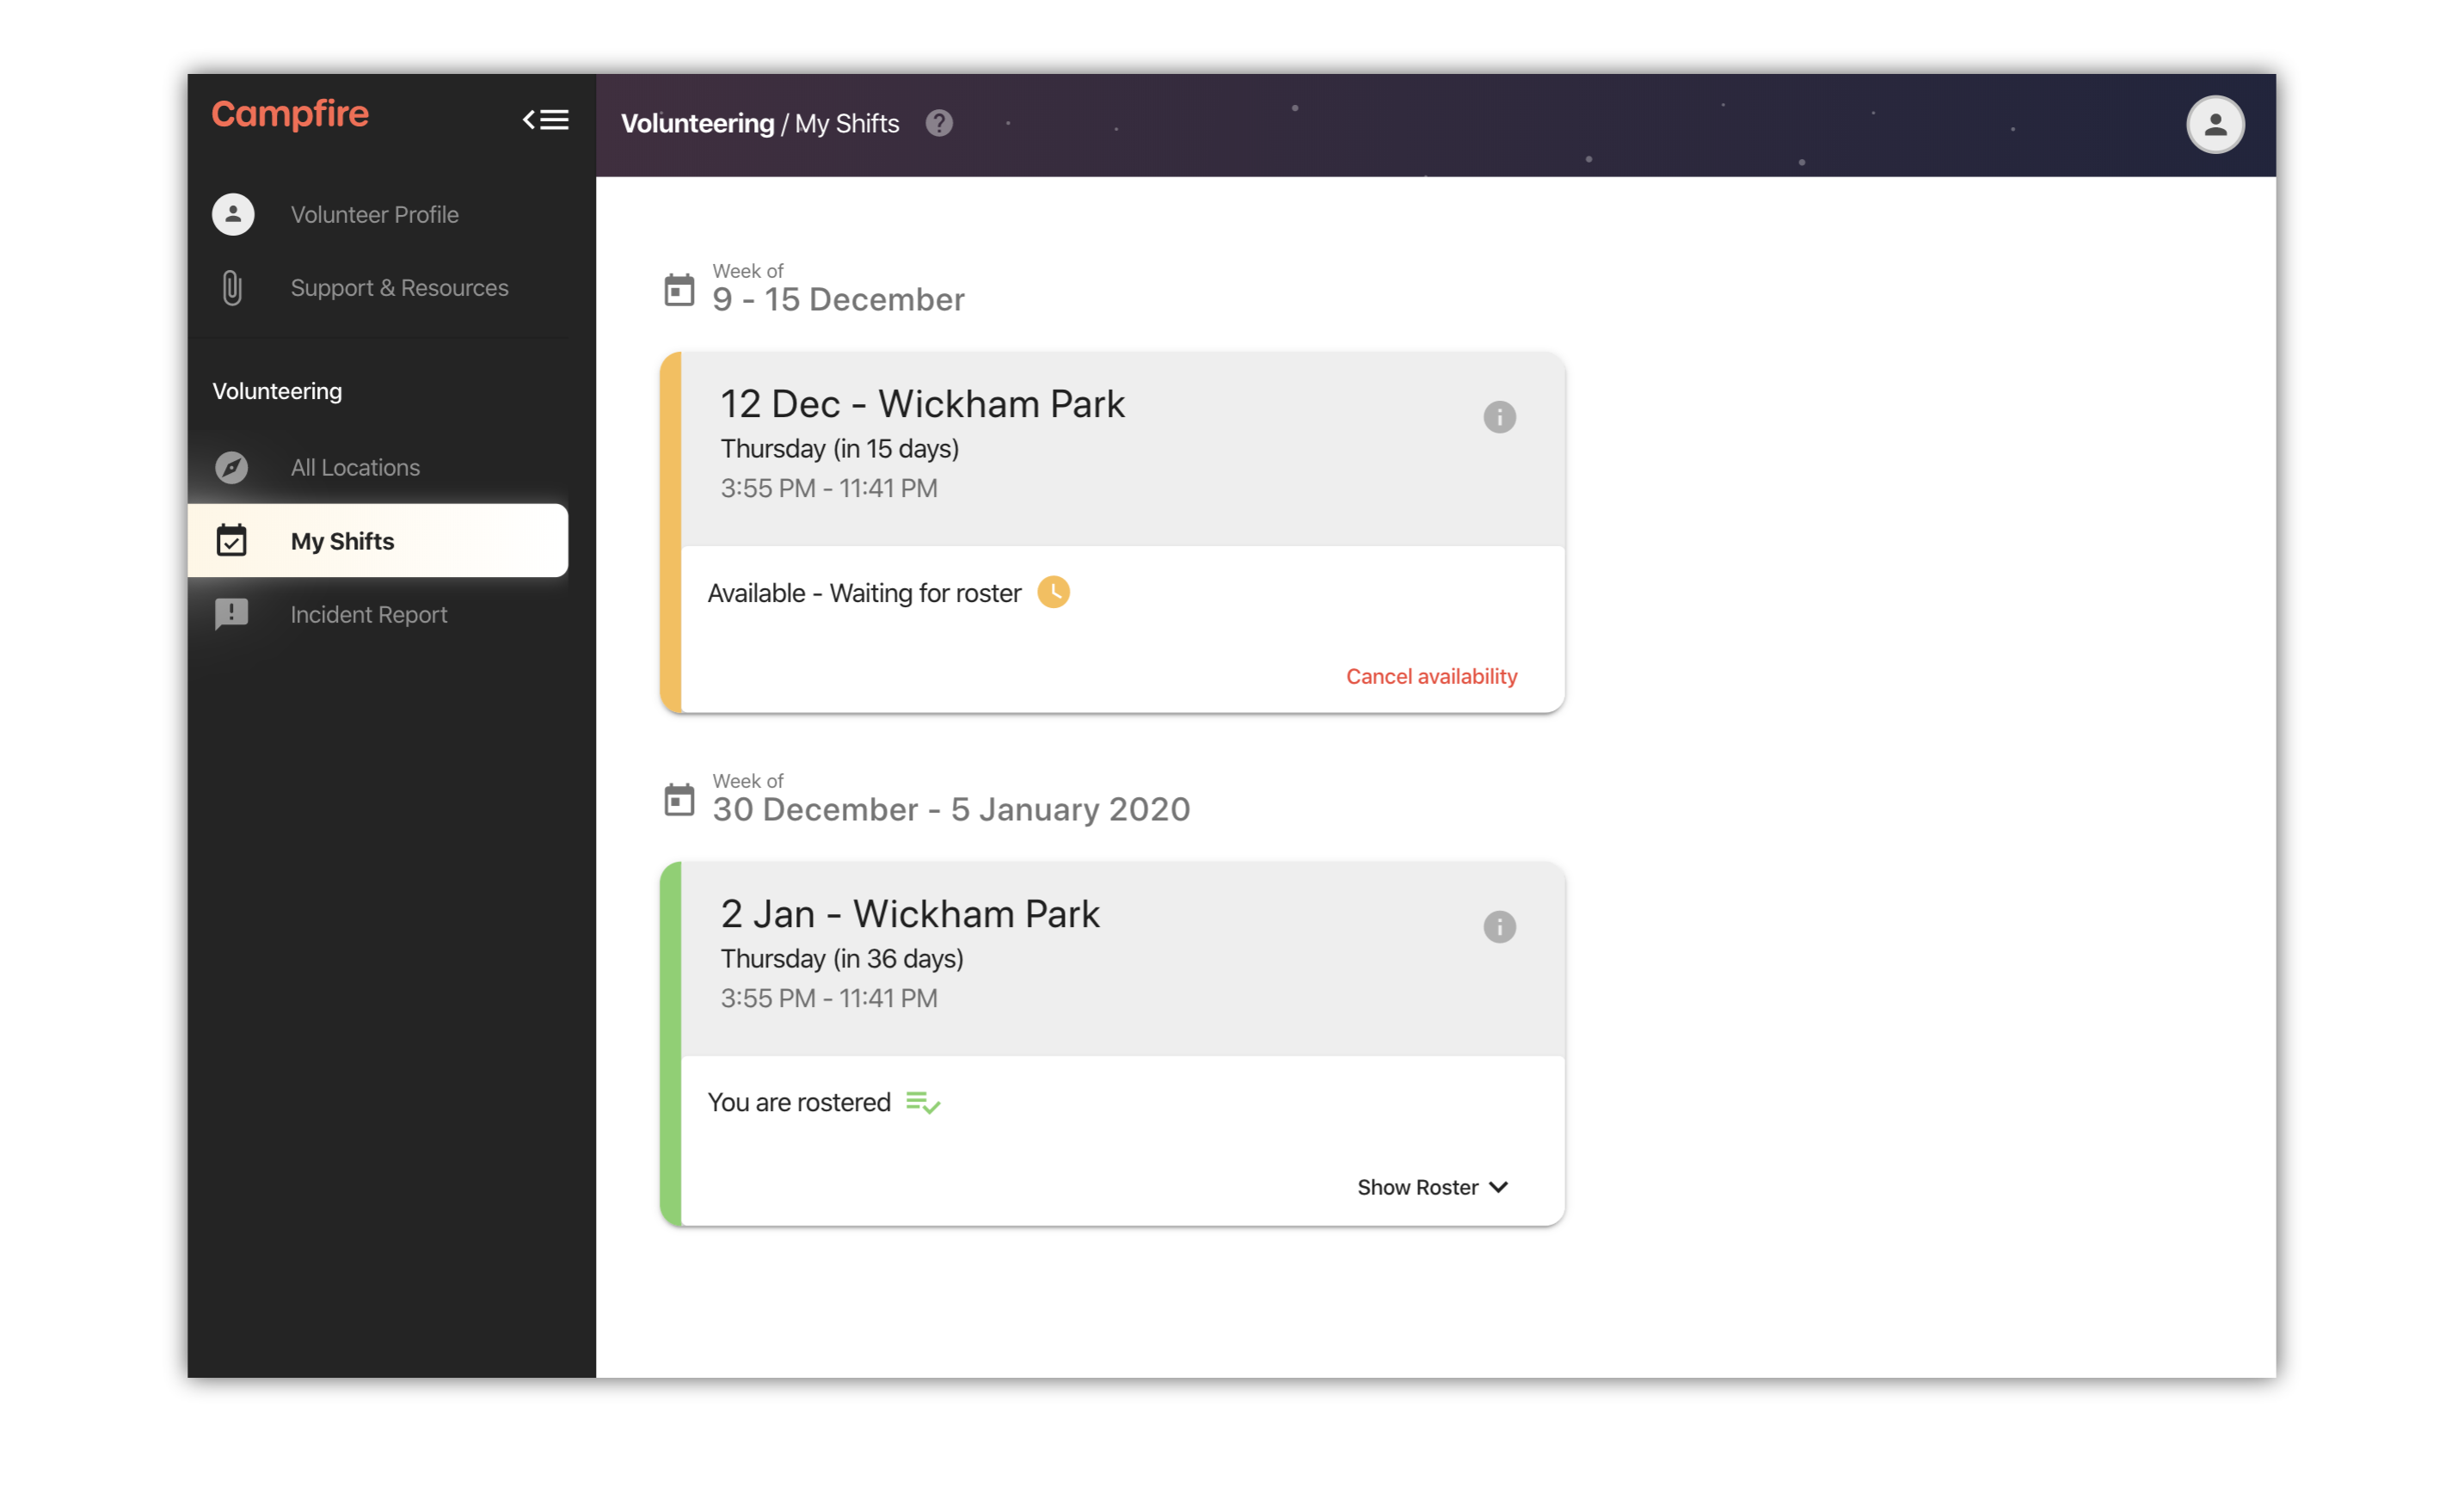 Campfire
Volunteer Profile
Support & Resources
Volunteering
All Locations
My Shifts
Incident Report
Volunteering / My Shifts
Week of
9 - 15 December
12 Dec - Wickham Park
Thursday (in 15 days)
3:55 PM - 11:41 PM
Available - Waiting for roster
Cancel availability
Week of
30 December - 5 January 2020
2 Jan - Wickham Park
Thursday (in 36 days)
3:55 PM - 11:41 PM
You are rostered
Show Roster